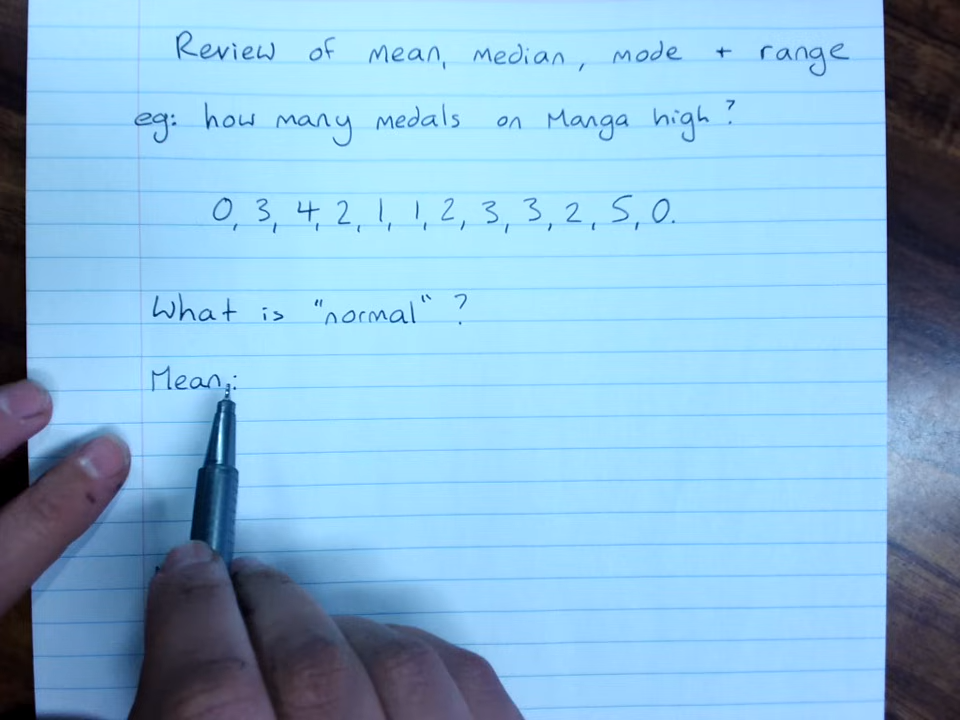 Review of mean, median, mode + range
eg: how many medals on Manga high?
0, 3, 4, 2, 1, 1, 2, 3, 3, 2, 5, 0.
What is "normal"?
Mean: